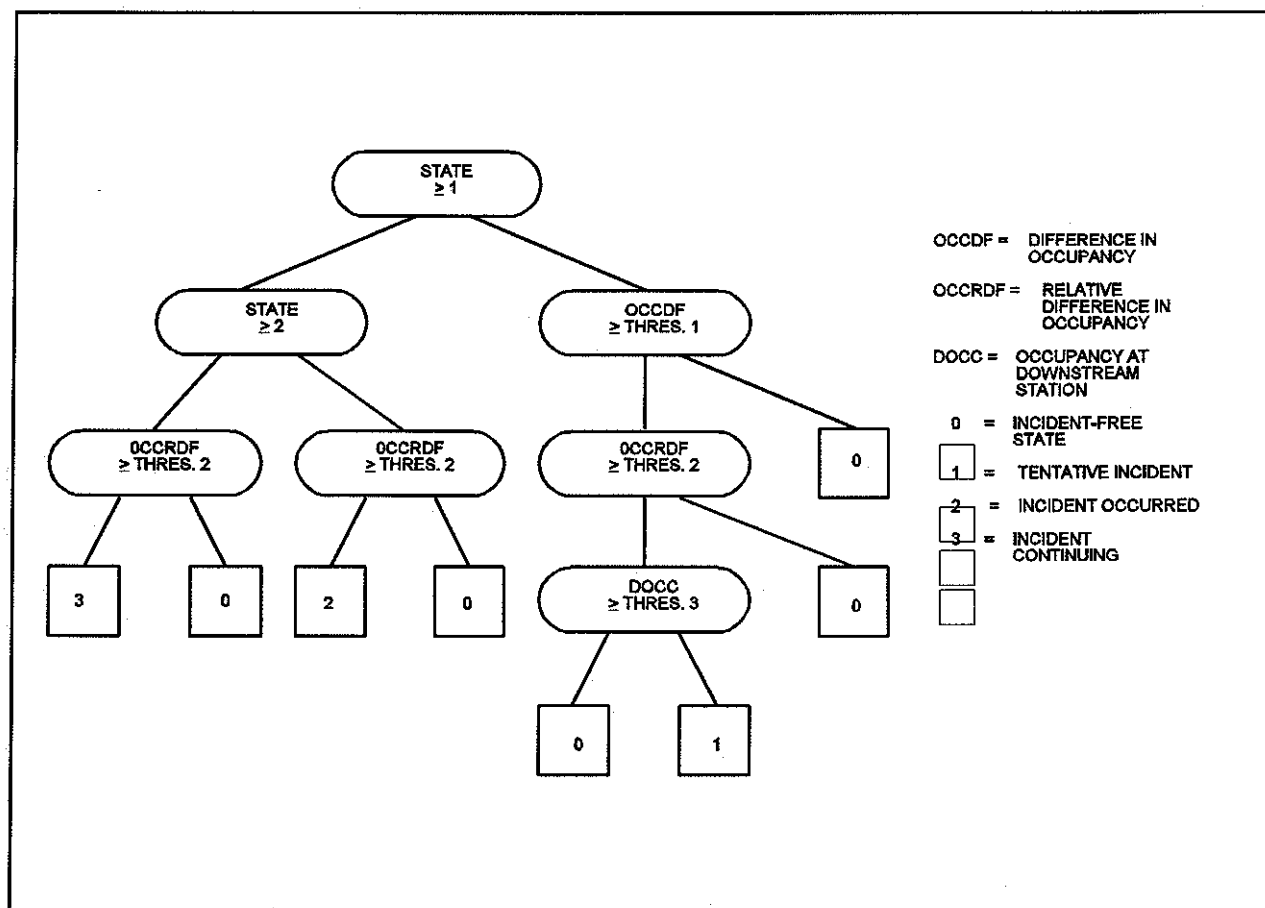 STATE
≥ 1
STATE
≥ 2
OCCDF
≥ THRES. 1
0CCRDF
≥ THRES. 2
0CCRDF
≥ THRES. 2
0CCRDF
≥ THRES. 2
0
3
0
2
0
DOCC
≥ THRES. 3
0
0
1
OCCDF = DIFFERENCE IN
OCCUPANCY
OCCRDF = RELATIVE
DIFFERENCE IN
OCCUPANCY
DOCC = OCCUPANCY AT
DOWNSTREAM
STATION
0 = INCIDENT-FREE
STATE
1 = TENTATIVE INCIDENT
2 = INCIDENT OCCURRED
3 = INCIDENT
CONTINUING